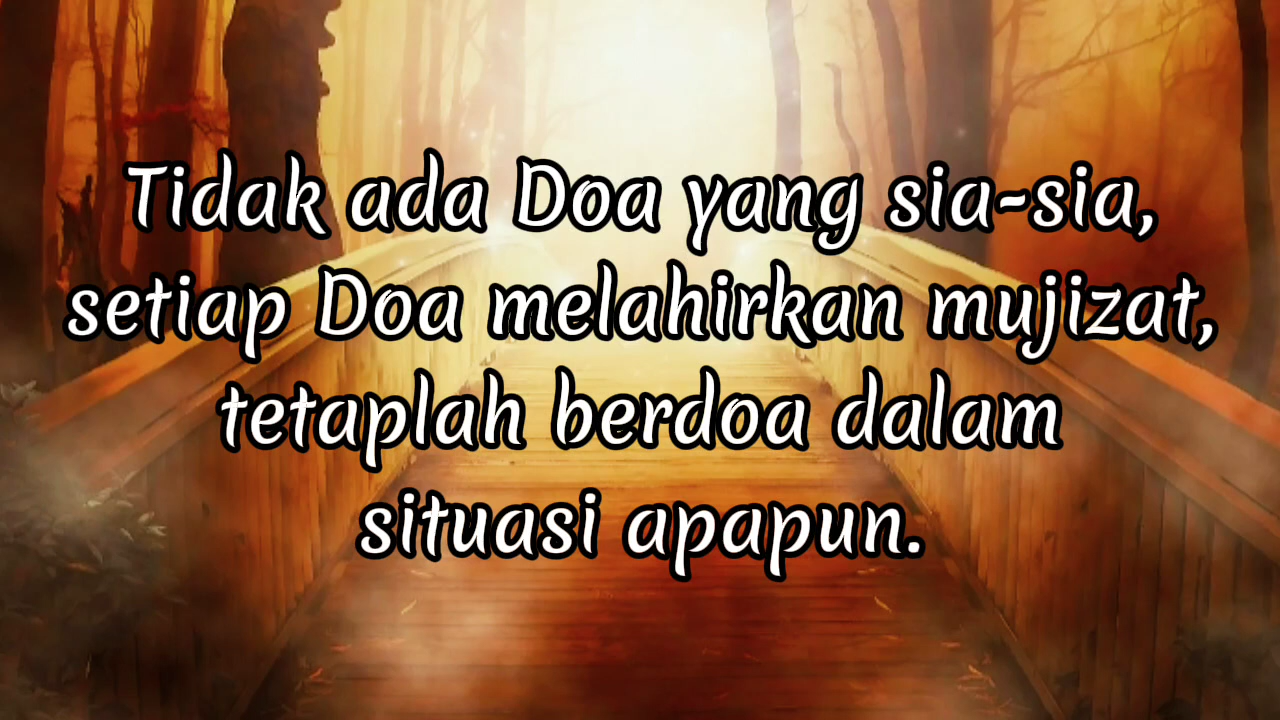 Tidak ada Doa yang sia-sia,
setiap Doa melahirkan mujizat,
tetaplah berdoa dalam
situasi apapun.